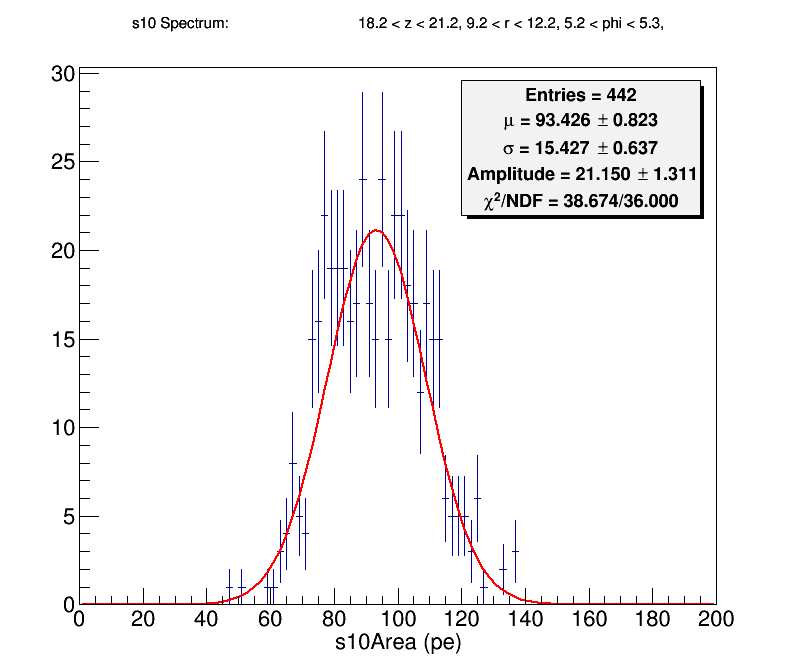 s10 Spectrum: 18.2 < z < 21.2, 9.2 < r < 12.2, 5.2 < phi < 5.3,
Entries = 442
μ = 93.426 ± 0.823
σ = 15.427 ± 0.637
Amplitude = 21.150 ± 1.311
χ²/NDF = 38.674/36.000
30
25
20
15
10
5
0
0 20 40 60 80 100 120 140 160 180 200
s10Area (pe)